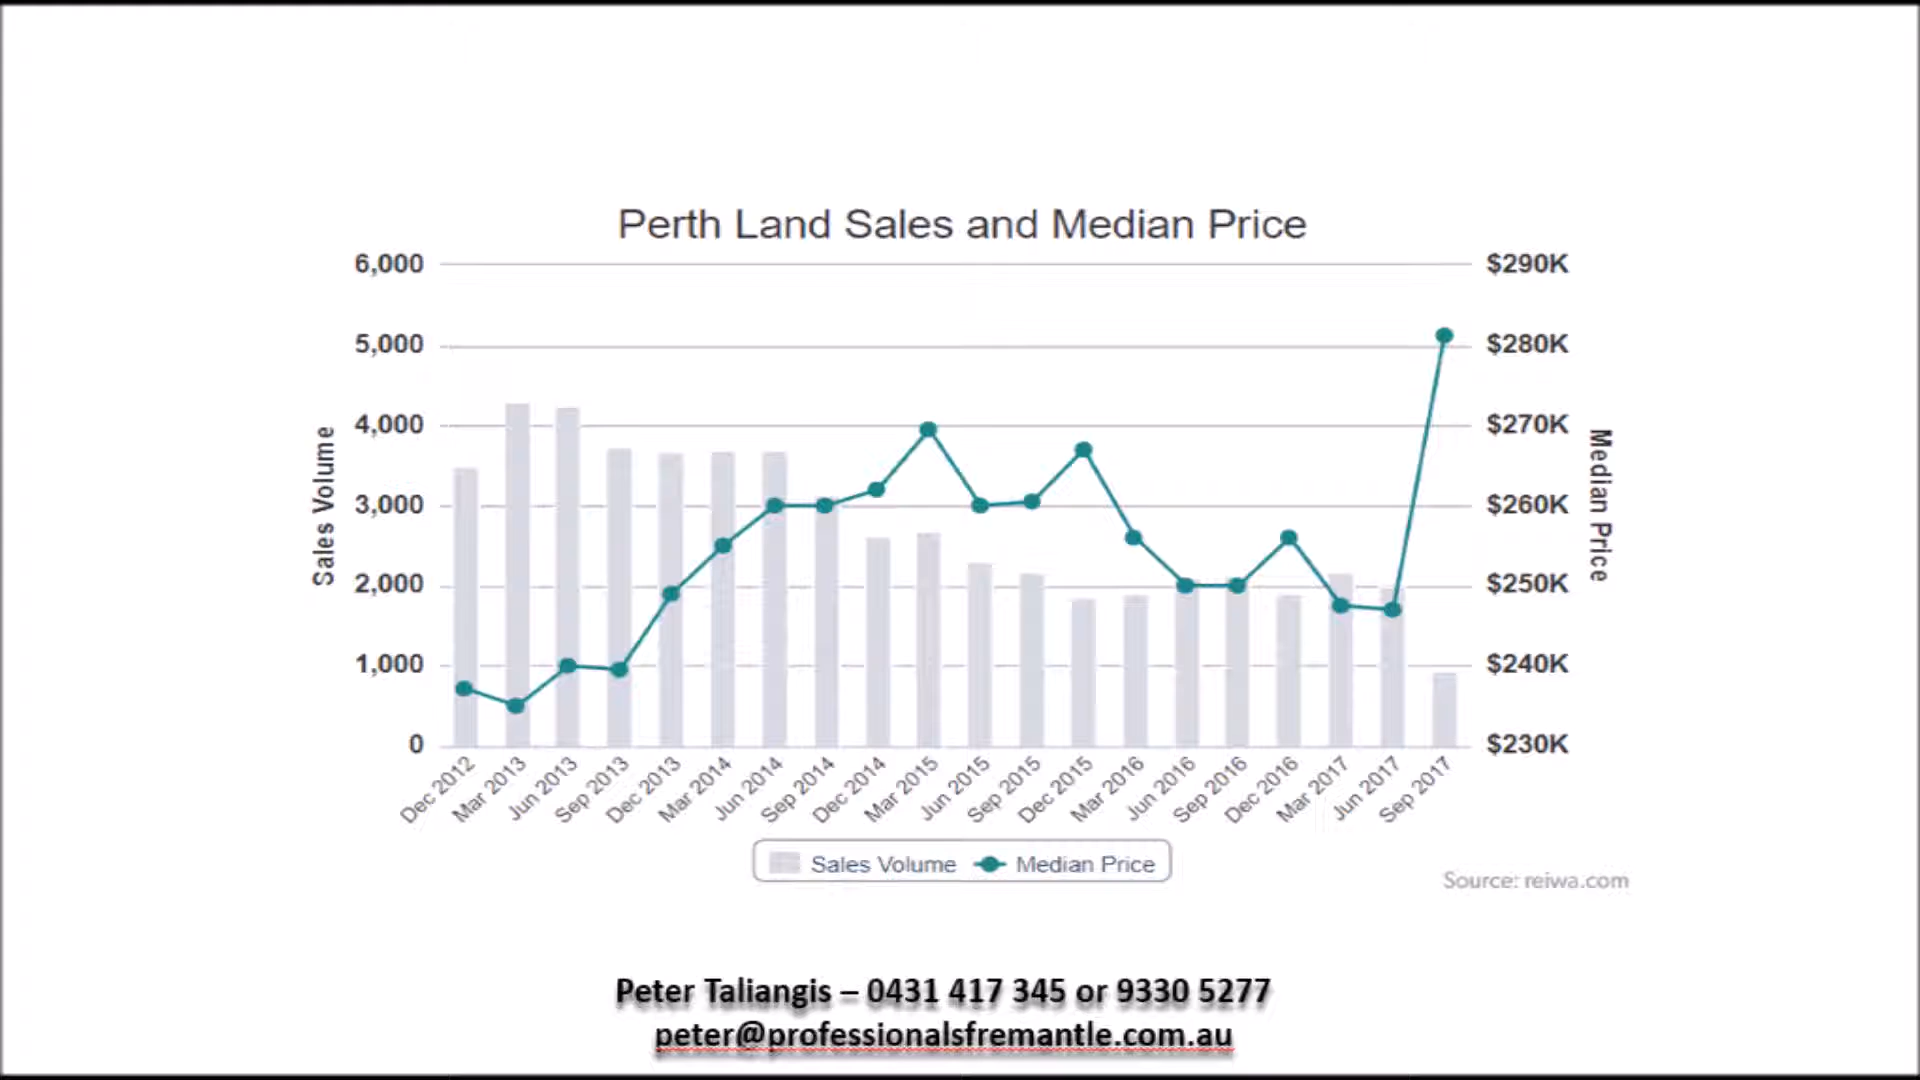 Perth Land Sales and Median Price
6,000
5,000
4,000
3,000
2,000
1,000
0
Sales Volume
$290K
$280K
$270K
$260K
$250K
$240K
$230K
Median Price
Dec 2012
Mar 2013
Jun 2013
Sep 2013
Dec 2013
Mar 2014
Jun 2014
Sep 2014
Dec 2014
Mar 2015
Jun 2015
Sep 2015
Dec 2015
Mar 2016
Jun 2016
Sep 2016
Dec 2016
Mar 2017
Jun 2017
Sep 2017
Sales Volume Median Price
Source: reiwa.com
Peter Taliangis – 0431 417 345 or 9330 5277
peter@professionalsfremantle.com.au